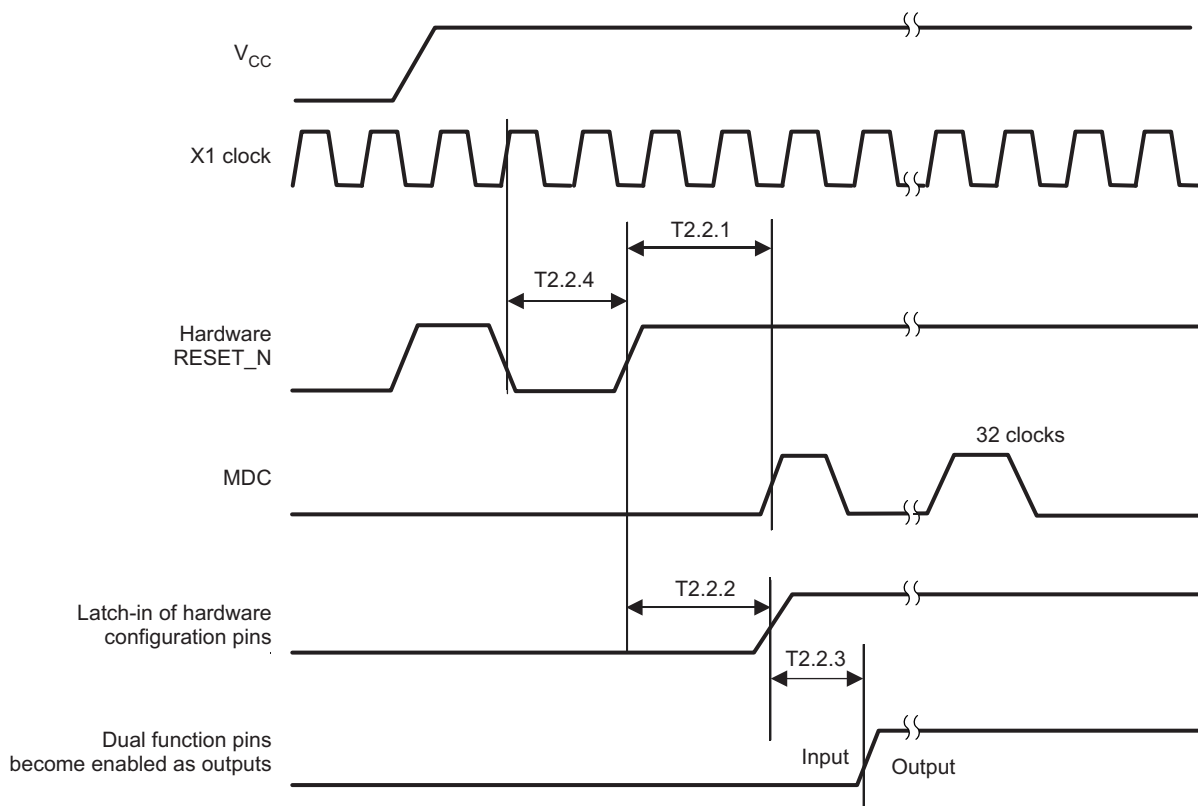 V_CC
X1 clock
T2.2.1
T2.2.4
Hardware
RESET_N
32 clocks
MDC
T2.2.2
Latch-in of hardware
configuration pins
T2.2.3
Dual function pins
become enabled as outputs
Input
Output